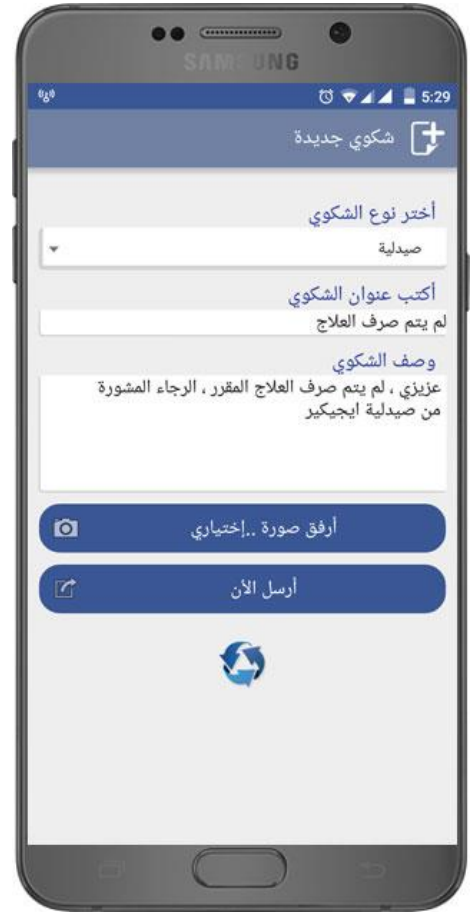 SAMSUNG
5:29
شكوي جديدة
أختر نوع الشكوي
صيدلية
أكتب عنوان الشكوي
لم يتم صرف العلاج
وصف الشكوي
عزيزي ، لم يتم صرف العلاج المقرر ، الرجاء المشورة
من صيدلية ايجيكير
أرفق صورة ..إختياري
أرسل الأن